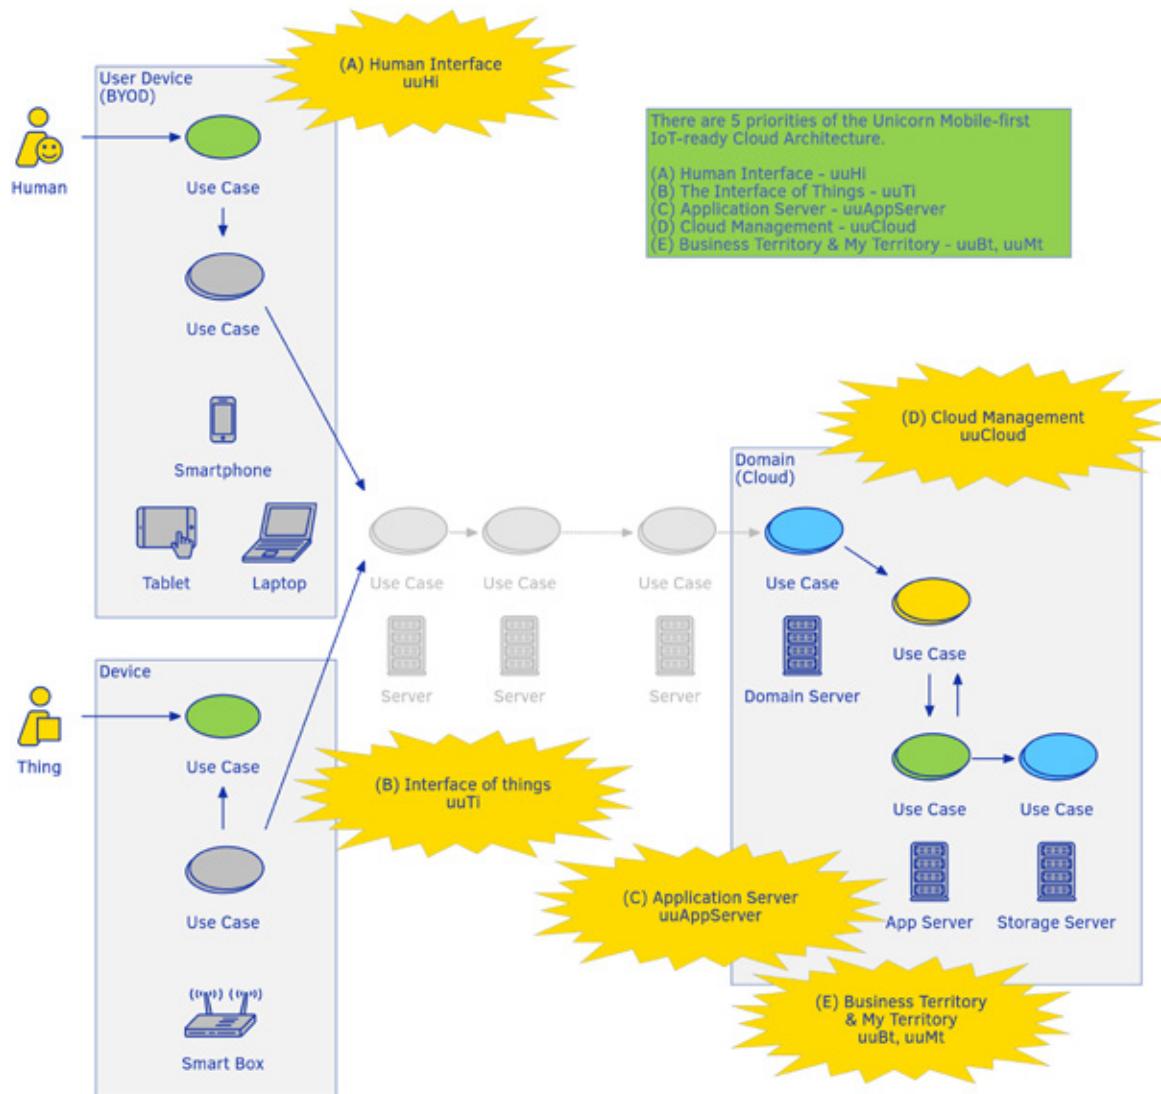 (A) Human Interface
uuHi
User Device
(BYOD)
Human
Use Case
Use Case
Smartphone
Tablet
Laptop
There are 5 priorities of the Unicorn Mobile-first
IoT-ready Cloud Architecture.
(A) Human Interface - uuHi
(B) The Interface of Things - uuTi
(C) Application Server - uuAppServer
(D) Cloud Management - uuCloud
(E) Business Territory & My Territory - uuBt, uuMt
(D) Cloud Management
uuCloud
Domain
(Cloud)
Use Case
Use Case
Use Case
Use Case
Server
Server
Server
Domain Server
Use Case
Use Case
Use Case
App Server
Storage Server
Device
Thing
Use Case
Use Case
Smart Box
(B) Interface of things
uuTi
(C) Application Server
uuAppServer
(E) Business Territory
& My Territory
uuBt, uuMt